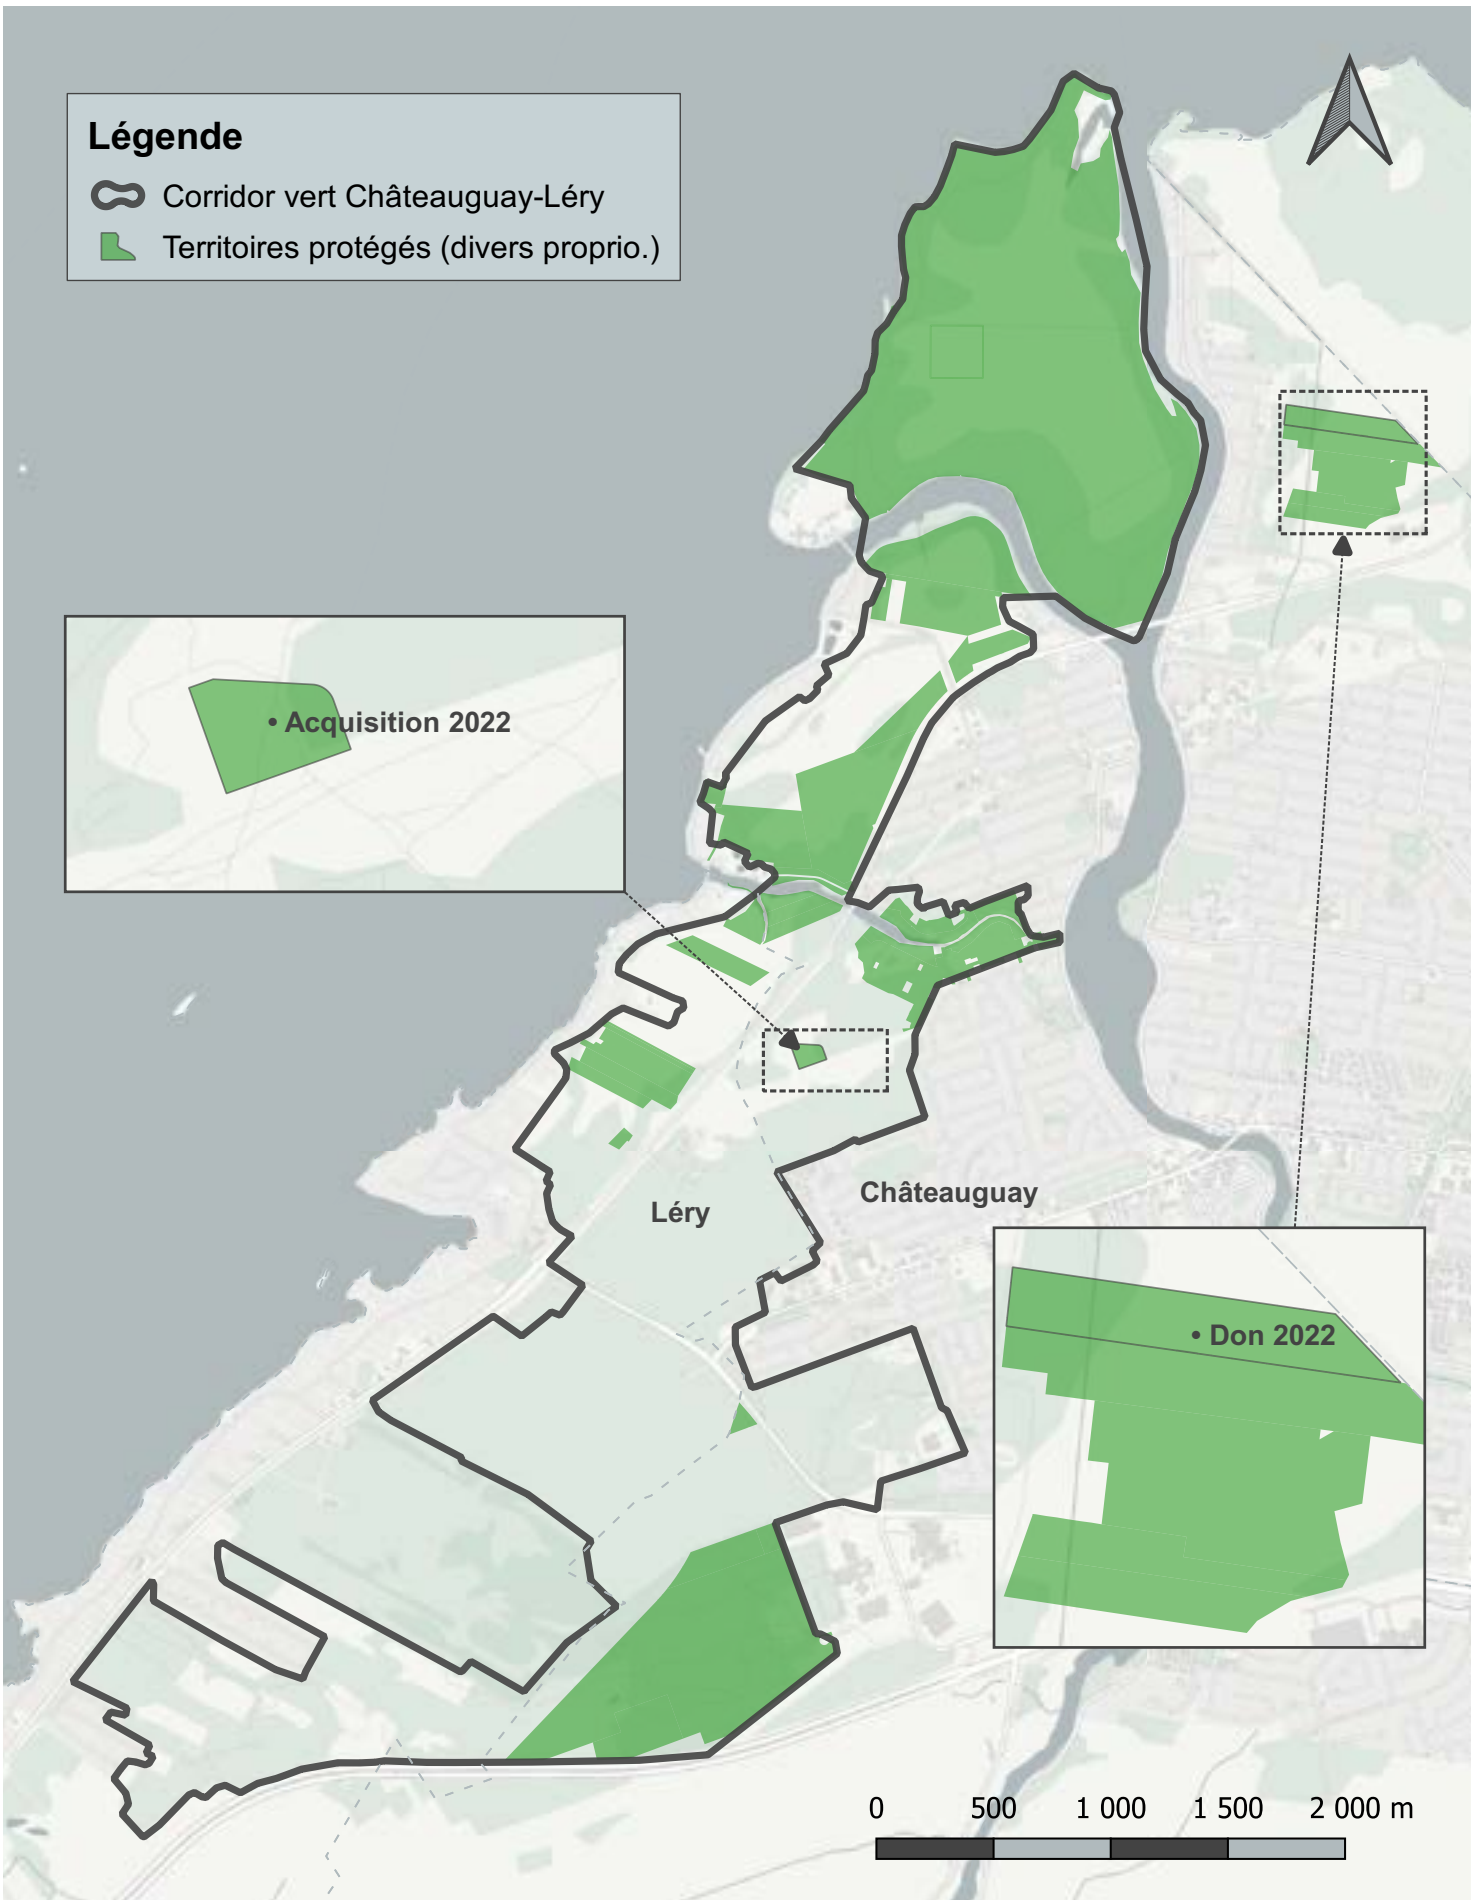 Légende
Corridor vert Châteauguay-Léry
Territoires protégés (divers proprio.)
• Acquisition 2022
Châteauguay
Léry
• Don 2022
0 500 1 000 1 500 2 000 m